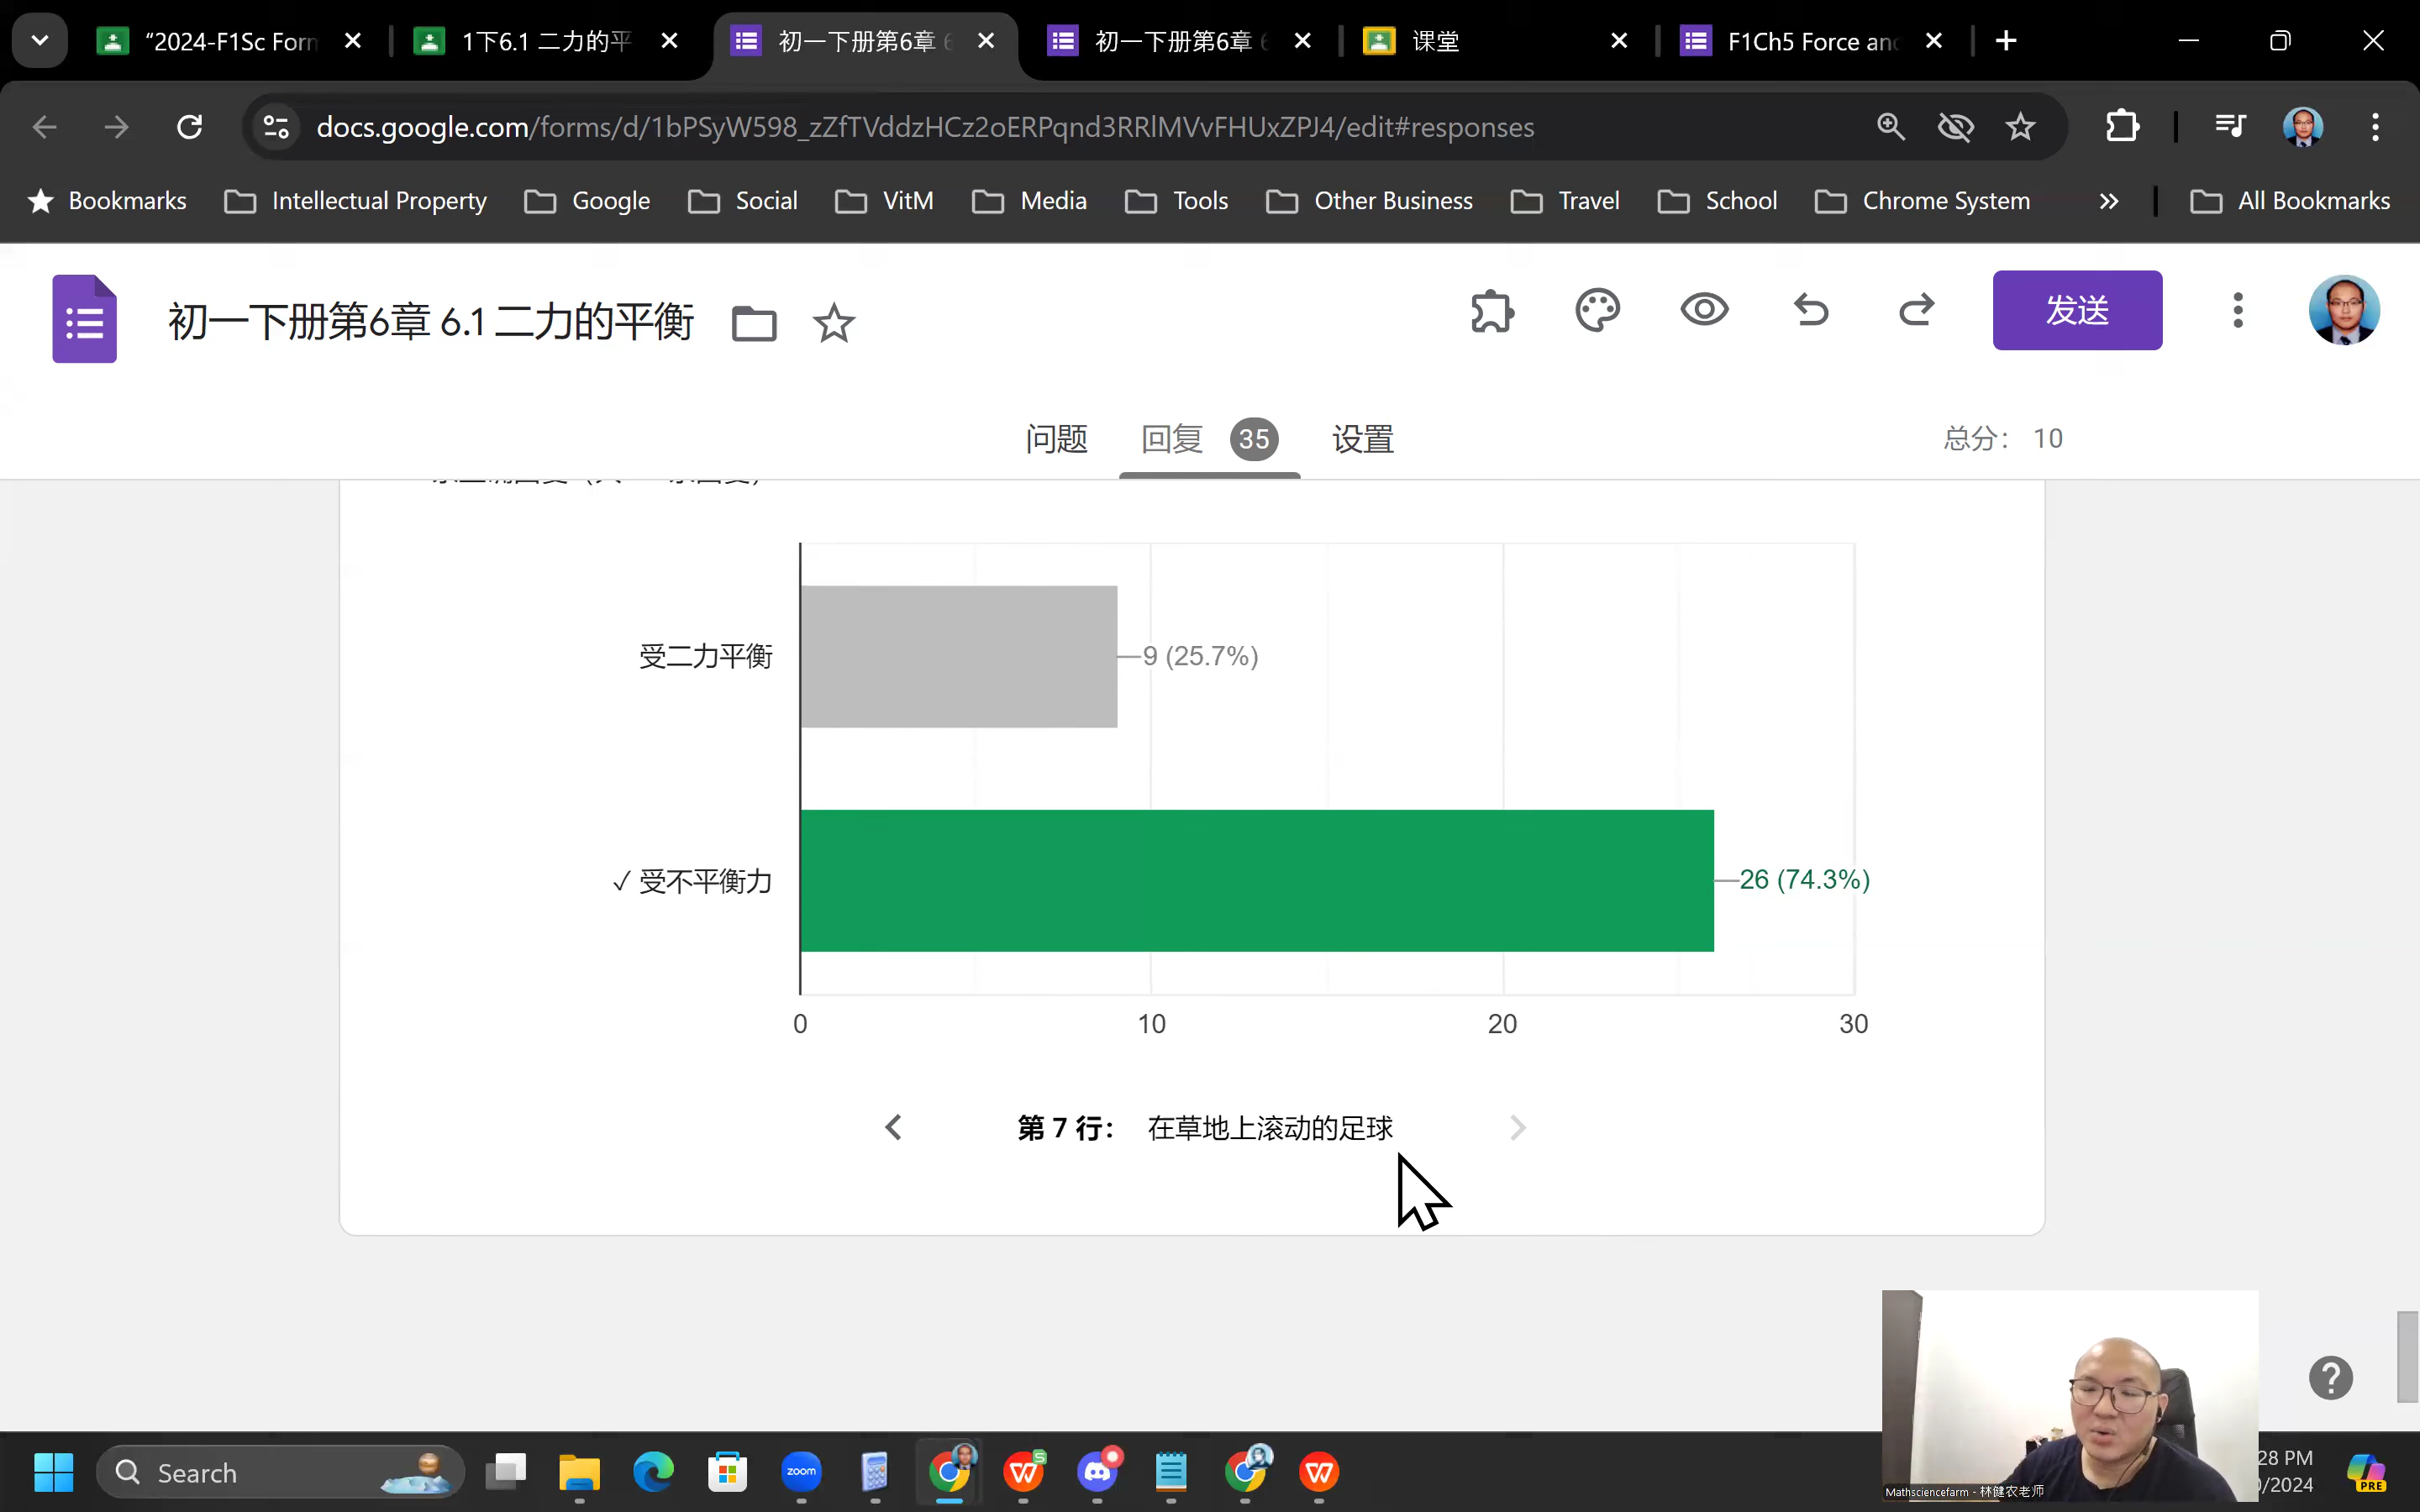 “2024-F1Sc Form
1下6.1 二力的平
初一下册第6章 6
初一下册第6章 6
课堂
F1Ch5 Force and
docs.google.com/forms/d/1bPSyW598_zZfTVddzHCz2oERPqnd3RRlMVvFHUxZPJ4/edit#responses
Bookmarks
Intellectual Property
Google
Social
VitM
Media
Tools
Other Business
Travel
School
Chrome System
All Bookmarks
初一下册第6章 6.1 二力的平衡
发送
问题
回复 35
设置
总分： 10
受二力平衡
9 (25.7%)
✓ 受不平衡力
26 (74.3%)
0 10 20 30
第 7 行： 在草地上滚动的足球
Search
zoom
Mathsciencefarm - 林健农老师
28 PM
/2024
PRE